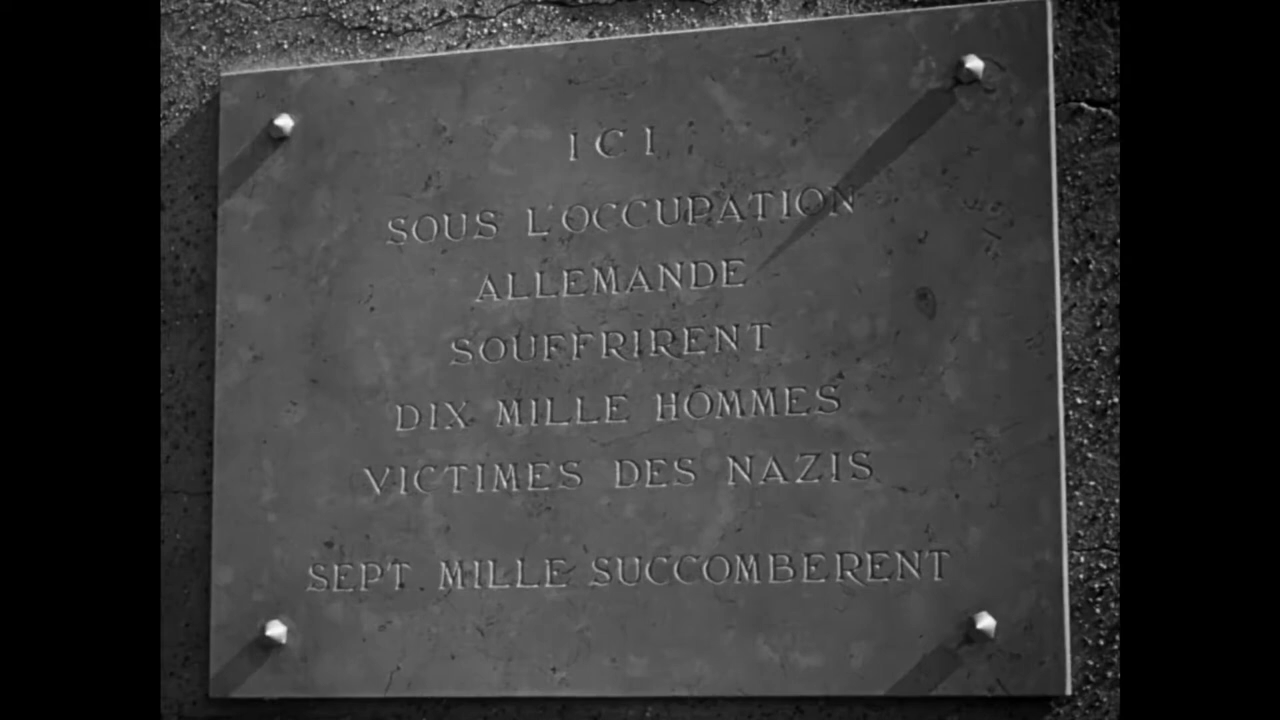 ICI
SOUS L'OCCUPATION
ALLEMANDE
SOUFFRIRENT
DIX MILLE HOMMES
VICTIMES DES NAZIS
SEPT MILLE SUCCOMBERENT